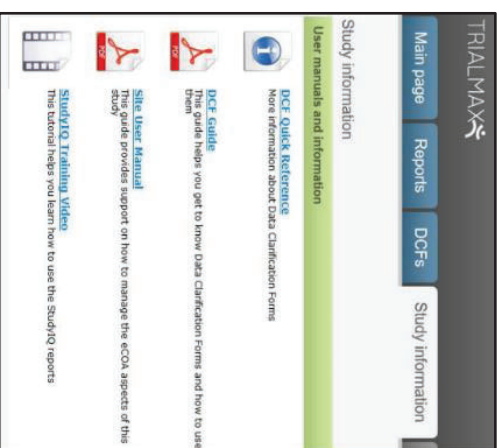 TRIALMAX
Main page
Reports
DCFs
Study information
Study information
User manuals and information
DCF Quick Reference
More information about Data Clarification Forms
PDF
DCF Guide
This guide helps you get to know Data Clarification Forms and how to use
them
PDF
Site User Manual
This guide provides support on how to manage the eCOA aspects of this
study
StudyIQ Training Video
This tutorial helps you learn how to use the StudyIQ reports